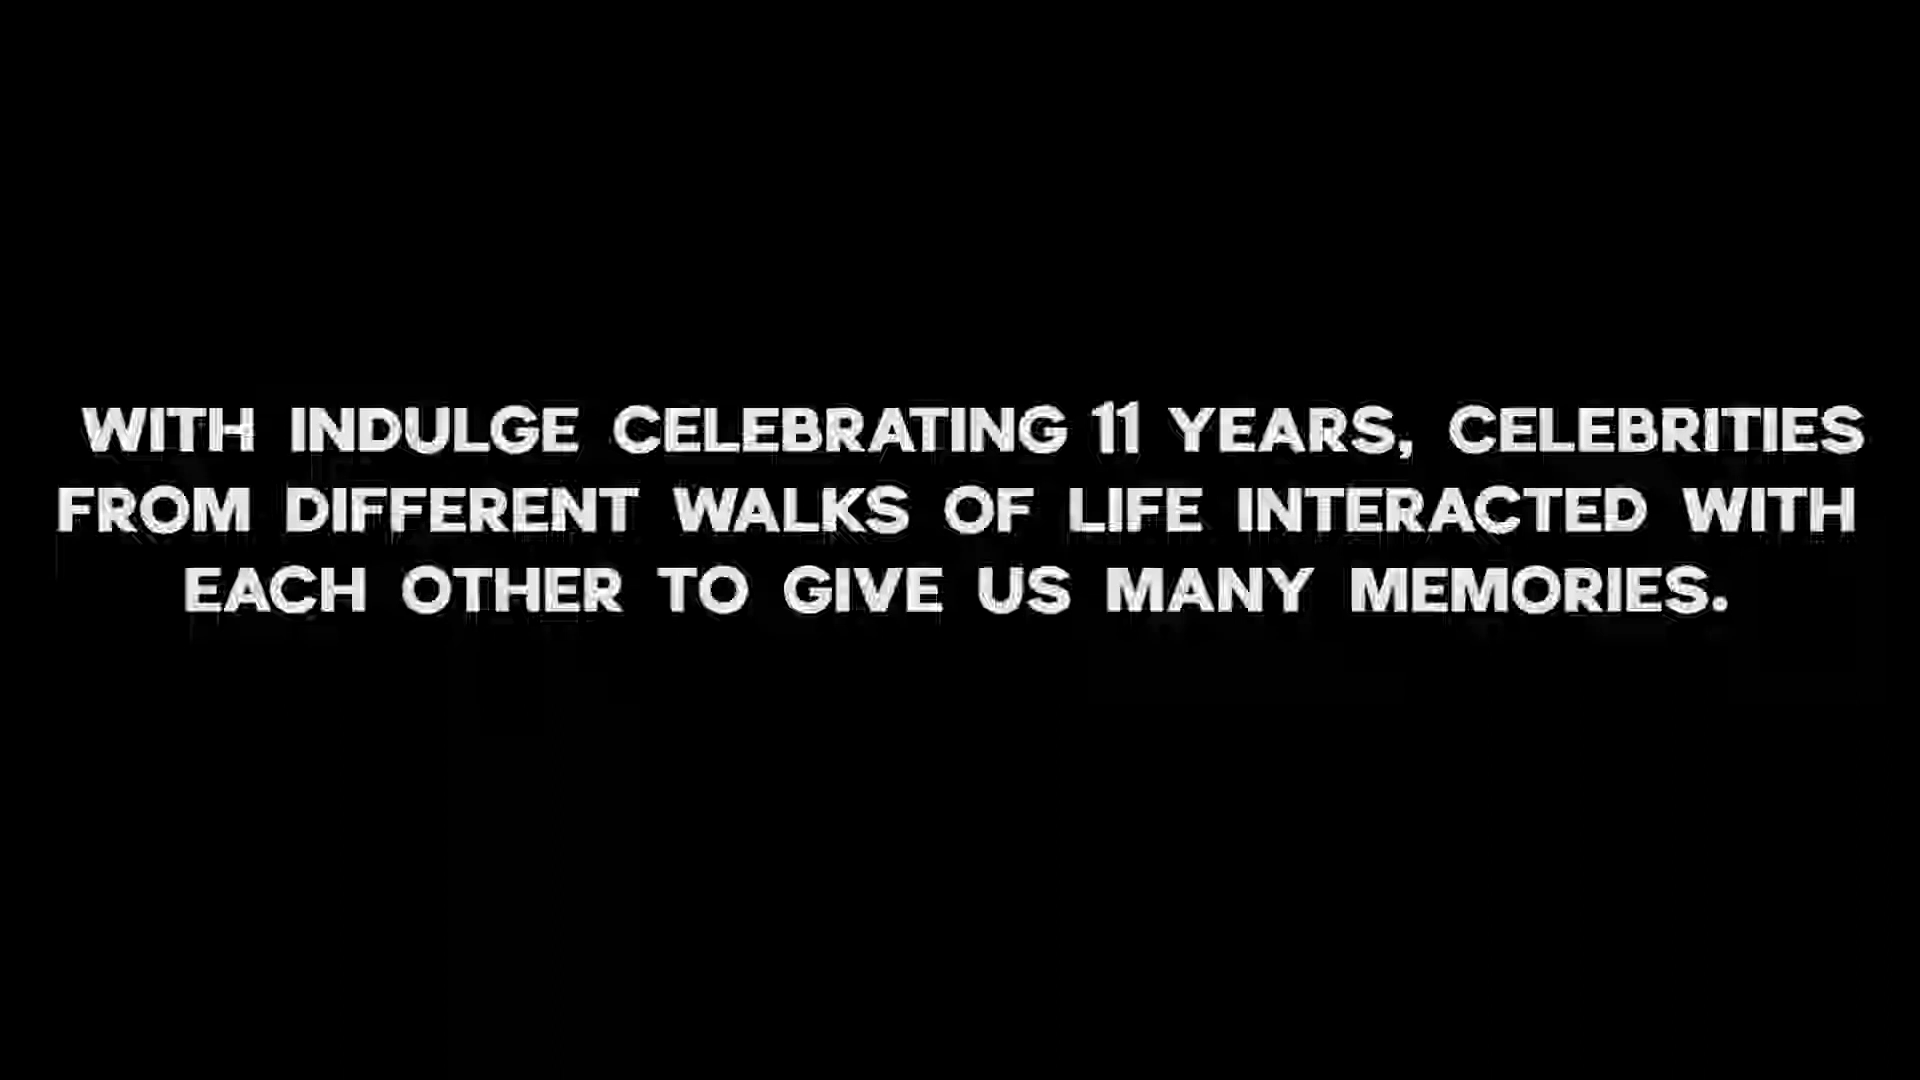 WITH INDULGE CELEBRATING 11 YEARS, CELEBRITIES
FROM DIFFERENT WALKS OF LIFE INTERACTED WITH
EACH OTHER TO GIVE US MANY MEMORIES.